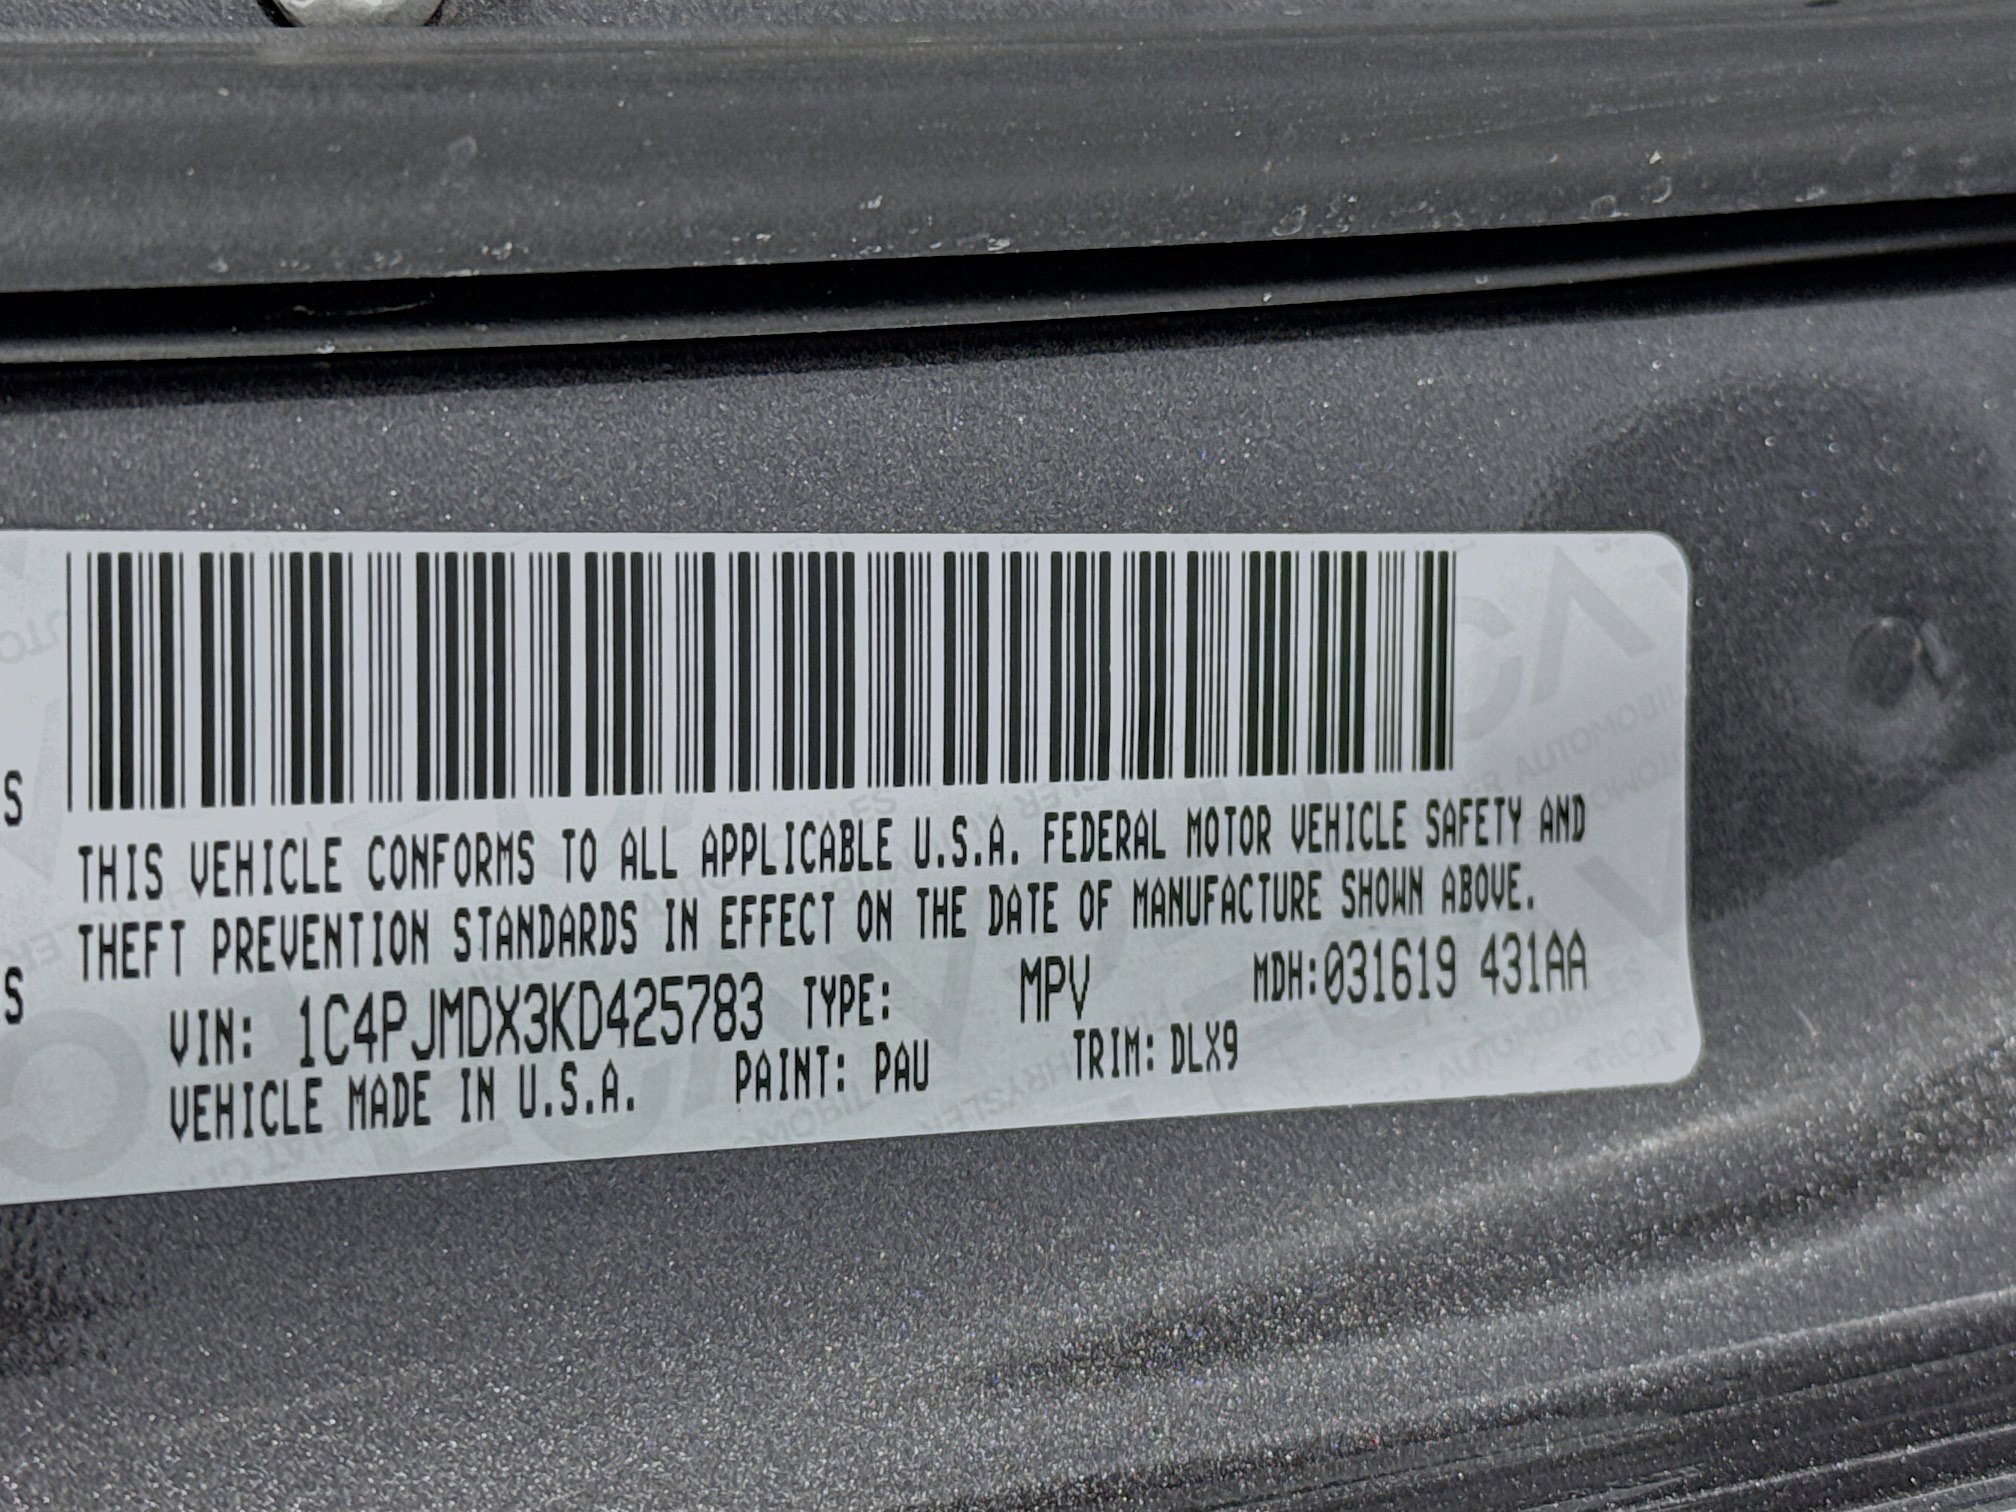 S
S
THIS VEHICLE CONFORMS TO ALL APPLICABLE U.S.A. FEDERAL MOTOR VEHICLE SAFETY AND
THEFT PREVENTION STANDARDS IN EFFECT ON THE DATE OF MANUFACTURE SHOWN ABOVE.
VIN: 1C4PJMDX3KD425783 TYPE: MPV MDH:031619 431AA
VEHICLE MADE IN U.S.A. PAINT: PAU TRIM: DLX9